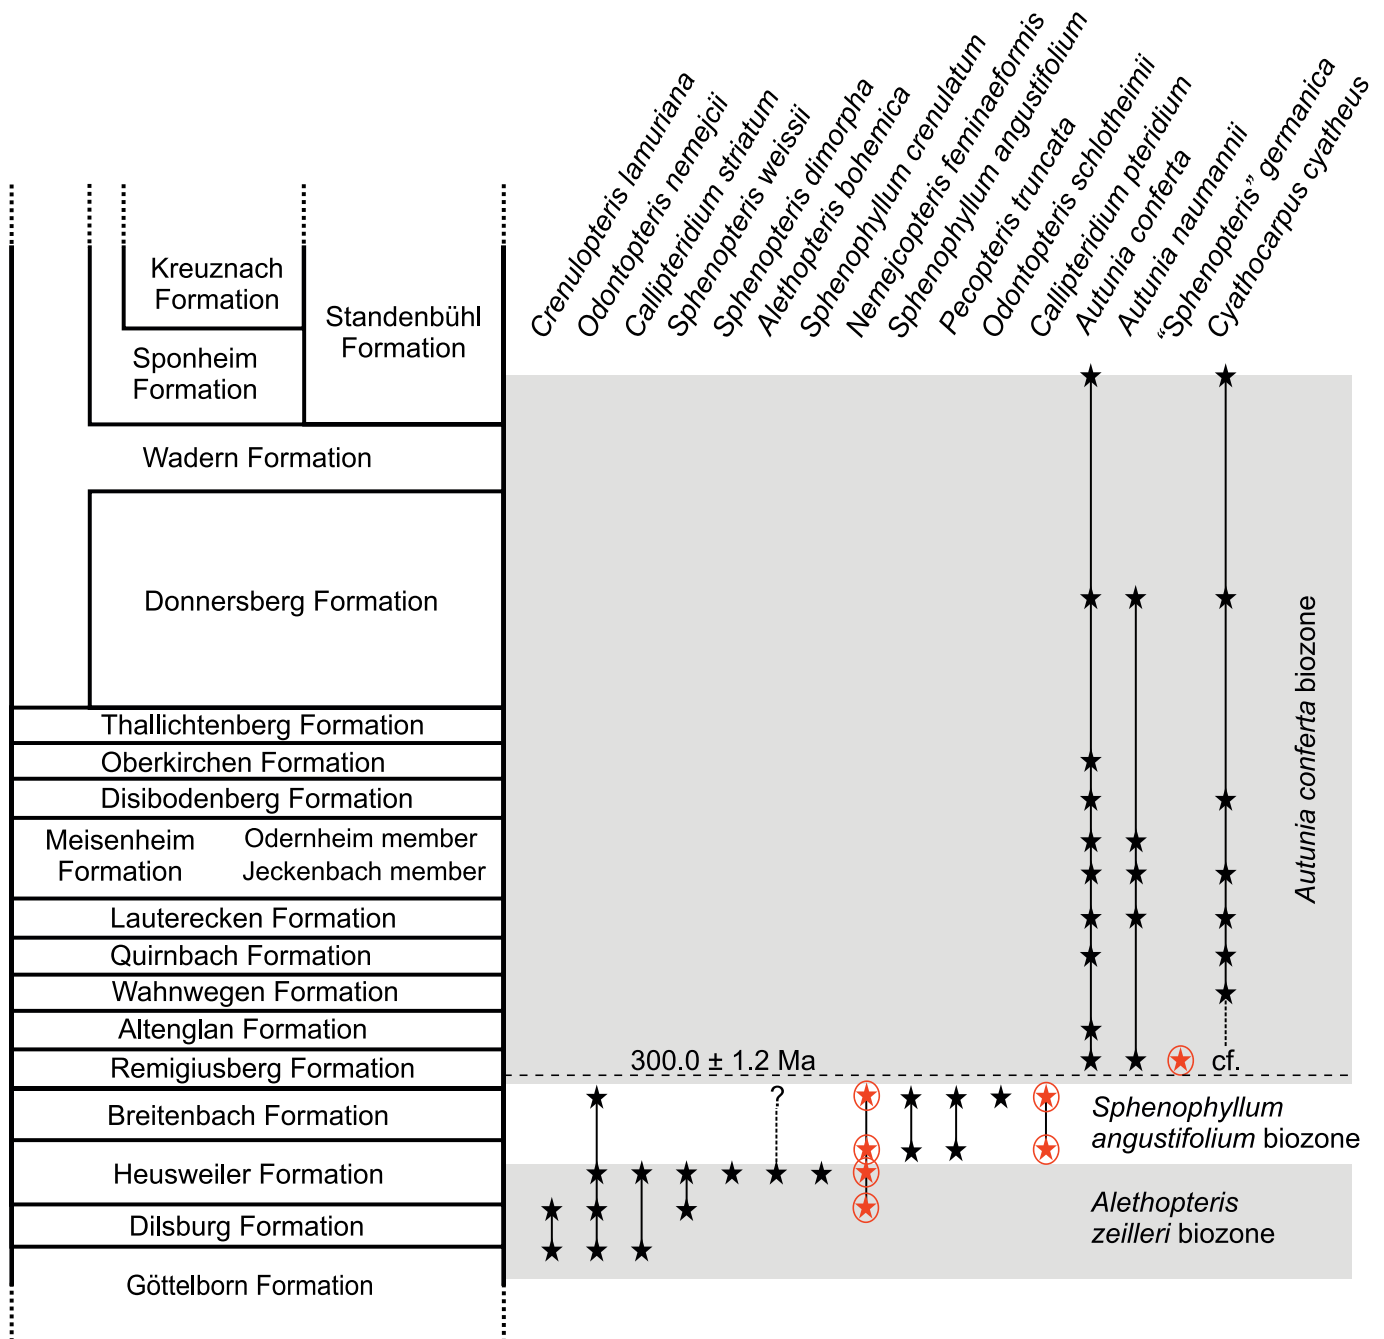 Crenulopteris lamuriana
Odontopteris nemejcii
Callipteridium striatum
Sphenopteris weissii
Sphenopteris dimorpha
Alethopteris bohemica
Sphenophyllum crenulatum
Nemejcopteris feminaeformis
Sphenophyllum angustifolium
Pecopteris truncata
Odontopteris schlotheimii
Callipteridium pteridium
Autunia conferta
Autunia naumannii
“Sphenopteris” germanica
Cyathocarpus cyatheus
Kreuznach
Formation
Standenbühl
Formation
Sponheim
Formation
Wadern Formation
Donnersberg Formation
Thallichtenberg Formation
Oberkirchen Formation
Disibodenberg Formation
Meisenheim
Formation
Odernheim member
Jeckenbach member
Lauterecken Formation
Quirnbach Formation
Wahnwegen Formation
Altenglan Formation
Remigiusberg Formation
Breitenbach Formation
Heusweiler Formation
Dilsburg Formation
Göttelborn Formation
300.0 ± 1.2 Ma
cf.
?
Autunia conferta biozone
Sphenophyllum
angustifolium biozone
Alethopteris
zeilleri biozone